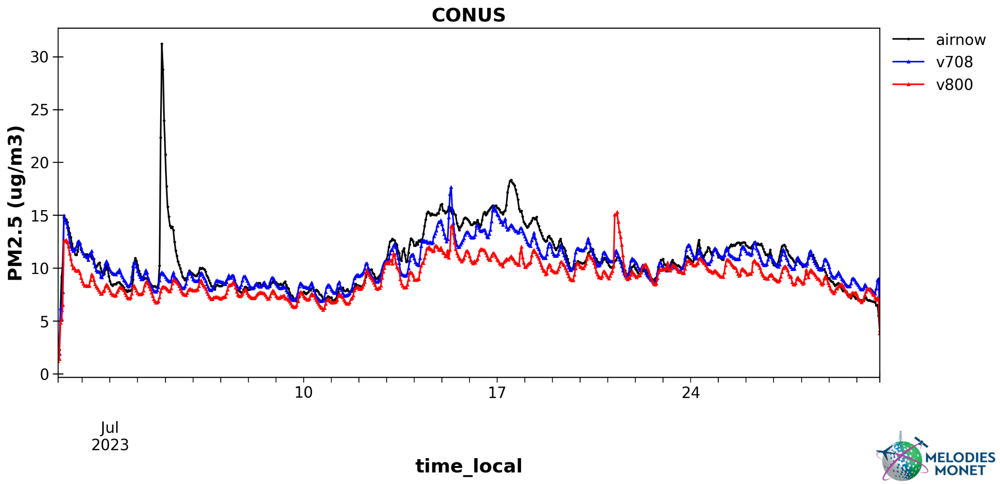 CONUS
airnow
v708
v800
PM2.5 (ug/m3)
30
25
20
15
10
5
0
10
17
24
Jul
2023
time_local
MELODIES
MONET